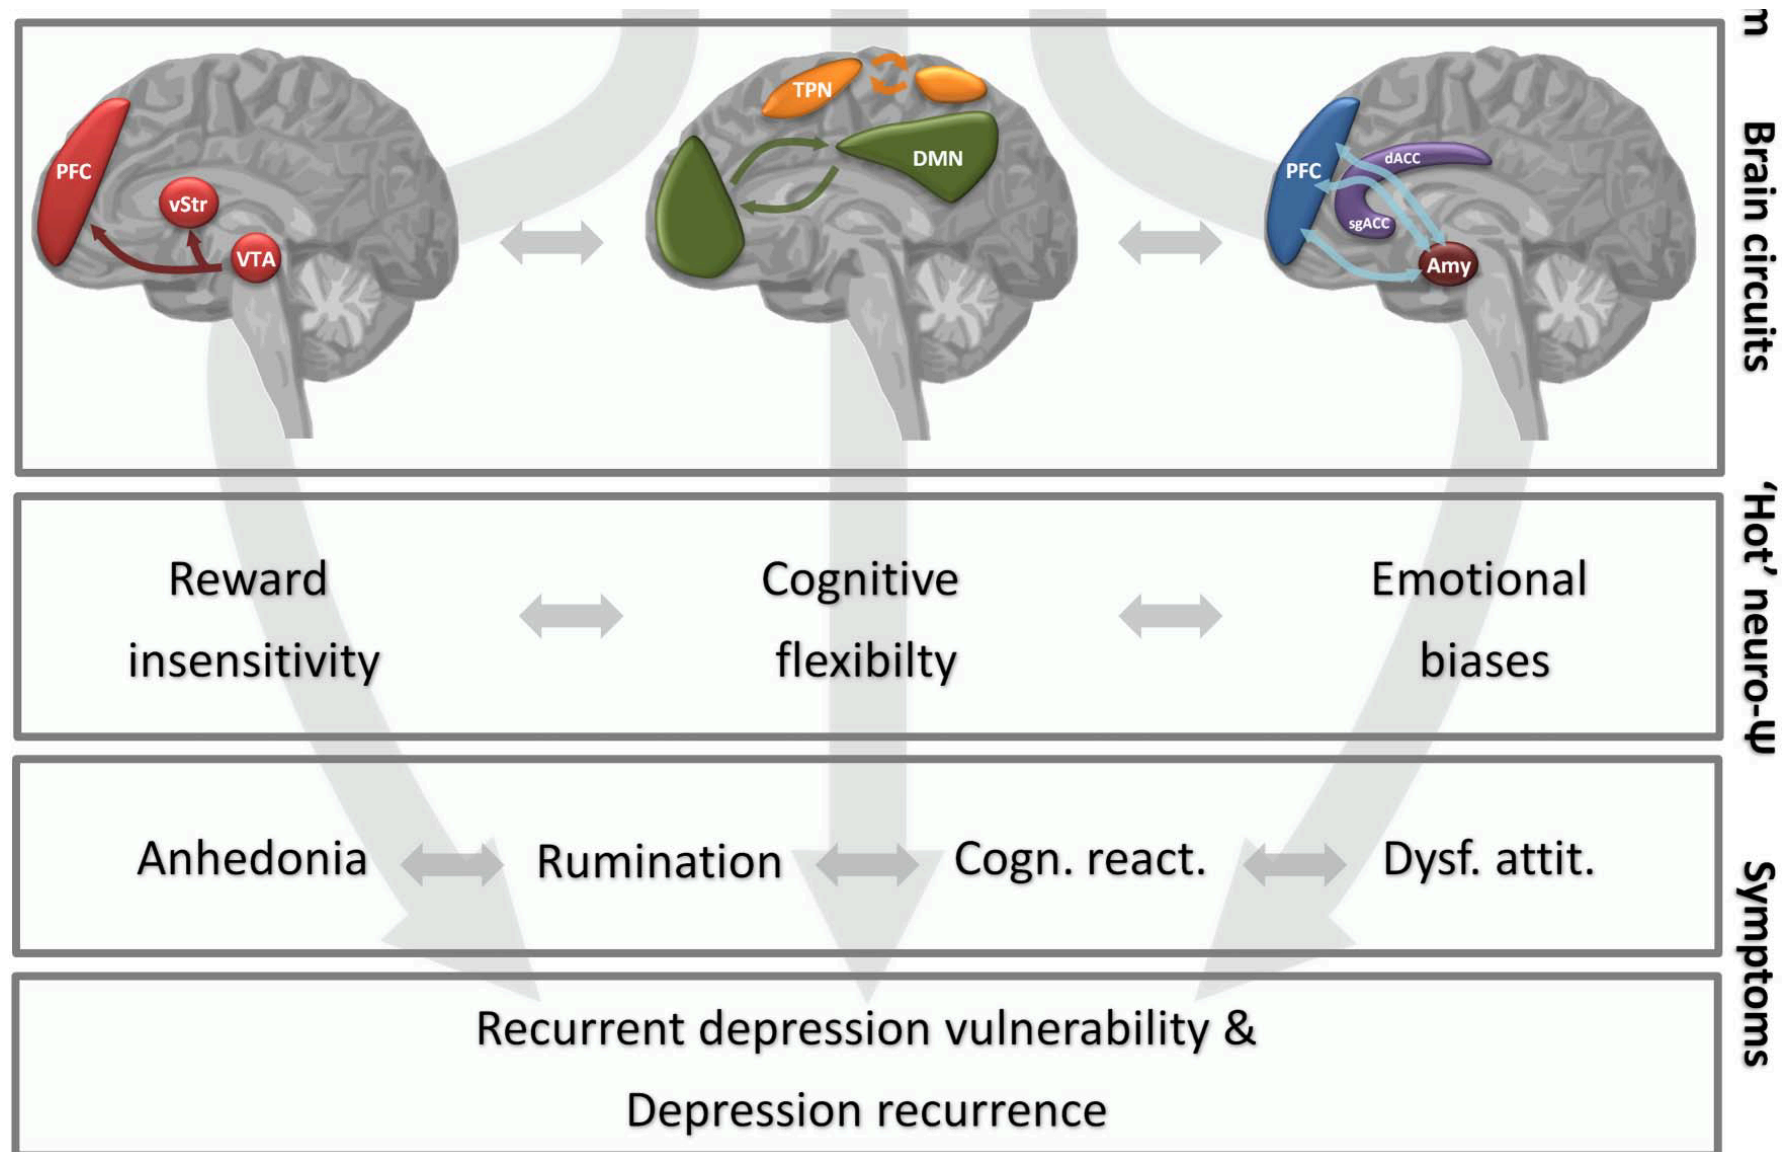 m
Brain circuits
PFC
vStr
VTA
TPN
DMN
PFC
dACC
sgACC
Amy
'Hot' neuro-Ψ
Reward
insensitivity
Cognitive
flexibilty
Emotional
biases
Symptoms
Anhedonia
Rumination
Cogn. react.
Dysf. attit.
Recurrent depression vulnerability &
Depression recurrence